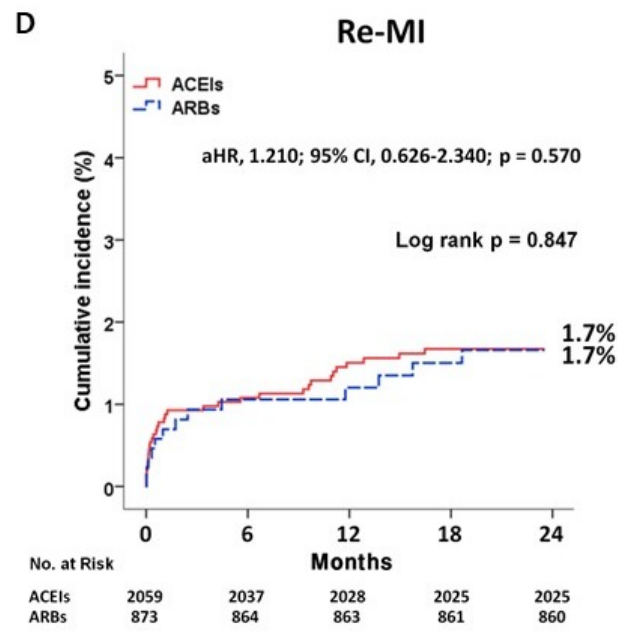 D
Re-MI
5
ACEIs
ARBs
aHR, 1.210; 95% CI, 0.626-2.340; p = 0.570
4
Log rank p = 0.847
3
2
1
0
Cumulative incidence (%)
1.7%
1.7%
0 6 12 18 24
Months
No. at Risk
ACEIs 2059 2037 2028 2025 2025
ARBs 873 864 863 861 860